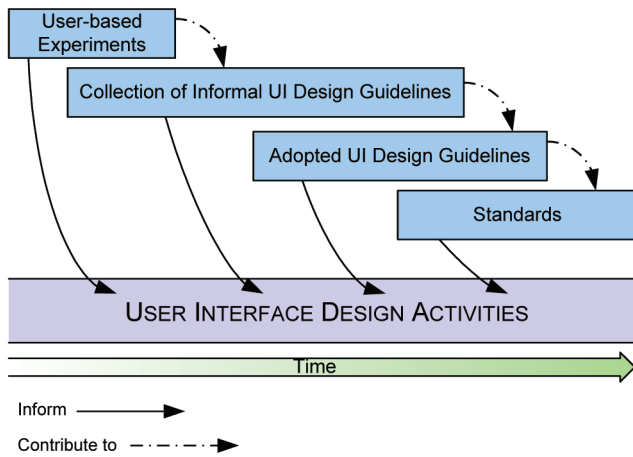 User-based
Experiments
Collection of Informal UI Design Guidelines
Adopted UI Design Guidelines
Standards
USER INTERFACE DESIGN ACTIVITIES
Time
Inform
Contribute to